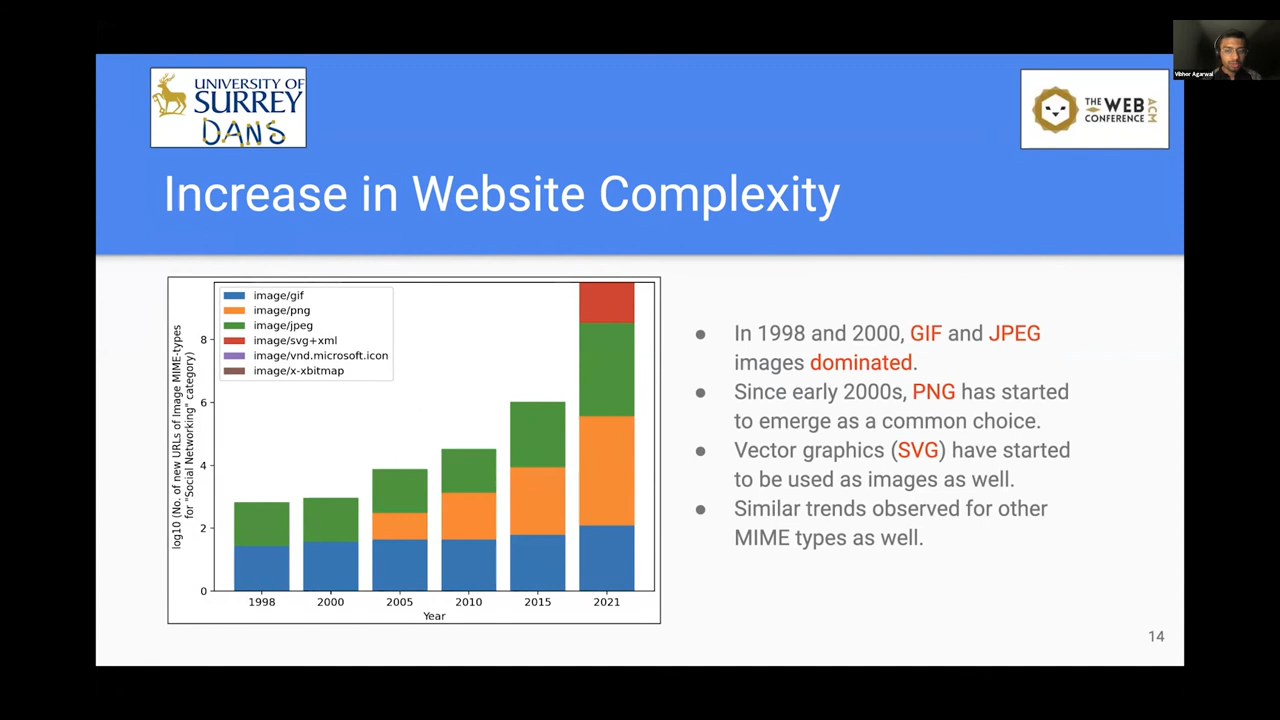 Vibhor Agarwal
UNIVERSITY OF
SURREY
DANS
THE WEB
CONFERENCE
ACM
Increase in Website Complexity
image/gif
image/png
image/jpeg
image/svg+xml
image/vnd.microsoft.icon
image/x-xbitmap
log10 (No. of new URLs of Image MIME-types
for "Social Networking" category)
8
6
4
2
0
1998 2000 2005 2010 2015 2021
Year
● In 1998 and 2000, GIF and JPEG
images dominated.
● Since early 2000s, PNG has started
to emerge as a common choice.
● Vector graphics (SVG) have started
to be used as images as well.
● Similar trends observed for other
MIME types as well.
14